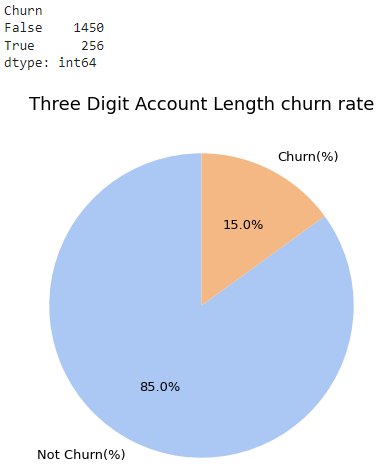 Churn
False    1450
True      256
dtype: int64
Three Digit Account Length churn rate
Churn(%)
15.0%
85.0%
Not Churn(%)